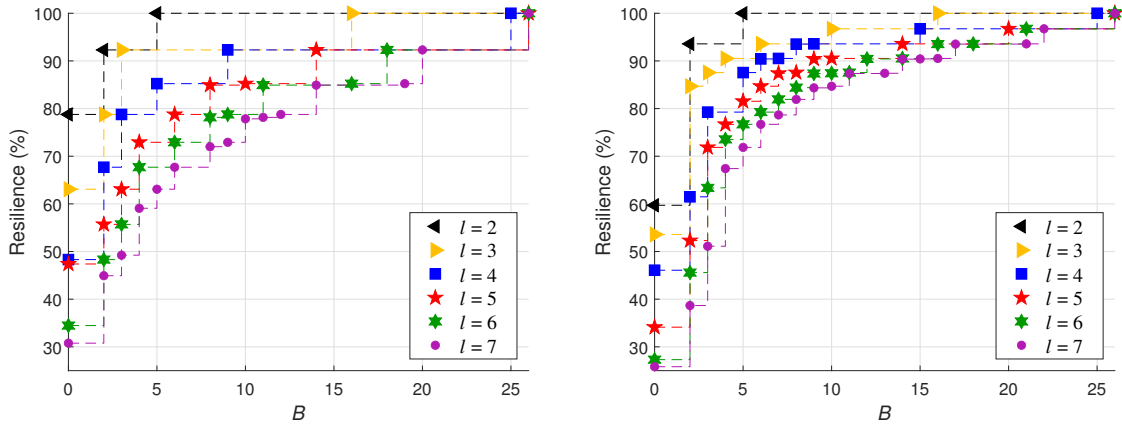 100
90
80
70
60
50
40
30
Resilience (%)
0
5
10
15
20
25
B
l = 2
l = 3
l = 4
l = 5
l = 6
l = 7
100
90
80
70
60
50
40
30
Resilience (%)
0
5
10
15
20
25
B
l = 2
l = 3
l = 4
l = 5
l = 6
l = 7